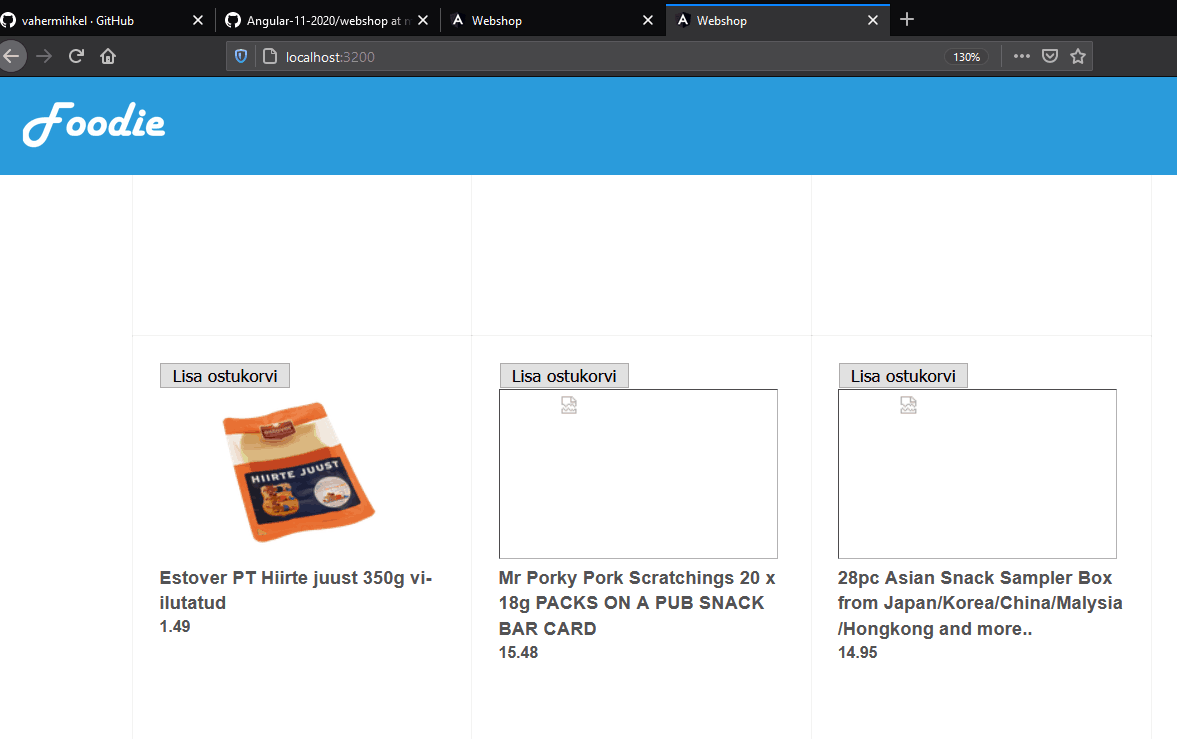 vahermihkel · GitHub
Angular-11-2020/webshop at
Webshop
Webshop
localhost:3200
130%
Foodie
Lisa ostukorvi
Lisa ostukorvi
Lisa ostukorvi
HIIRTE JUUST
Estover PT Hiirte juust 350g vi-
ilutatud
1.49
Mr Porky Pork Scratchings 20 x
18g PACKS ON A PUB SNACK
BAR CARD
15.48
28pc Asian Snack Sampler Box
from Japan/Korea/China/Malysia
/Hongkong and more..
14.95